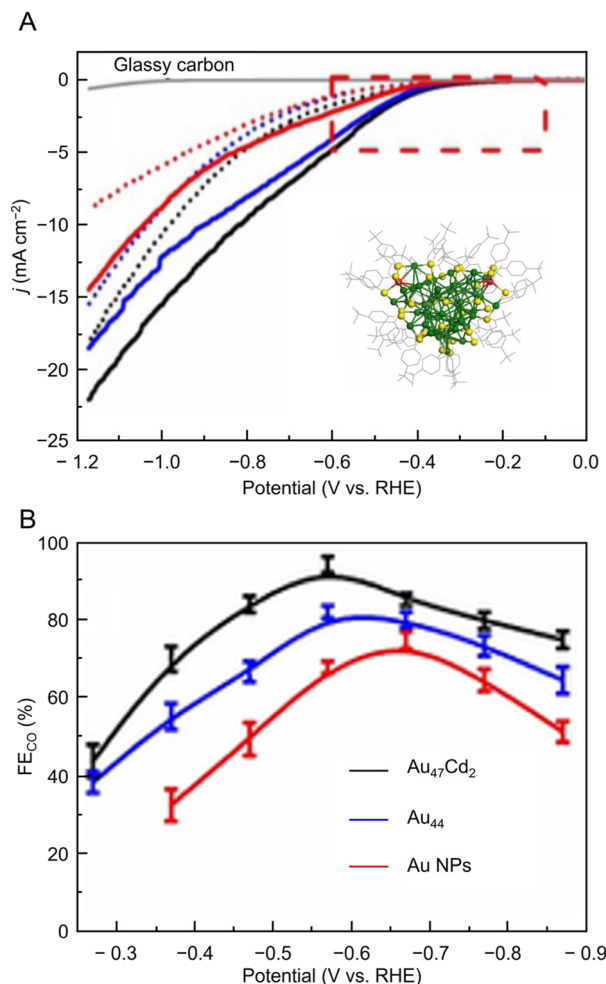 A
Glassy carbon
0
−5
−10
−15
−20
−25
j (mA cm⁻²)
− 1.2 −1.0 −0.8 −0.6 −0.4 −0.2 0.0
Potential (V vs. RHE)
B
100
80
60
40
20
0
FE_CO (%)
Au₄₇Cd₂
Au₄₄
Au NPs
− 0.3 −0.4 −0.5 −0.6 −0.7 −0.8 − 0.9
Potential (V vs. RHE)